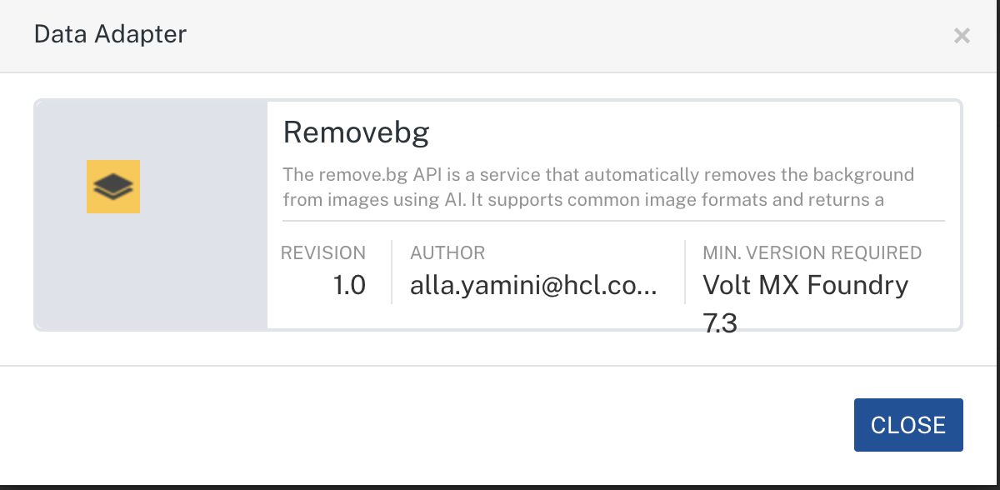 Data Adapter
×
Removebg
The remove.bg API is a service that automatically removes the background
from images using AI. It supports common image formats and returns a
REVISION
1.0
AUTHOR
alla.yamini@hcl.co...
MIN. VERSION REQUIRED
Volt MX Foundry
7.3
CLOSE